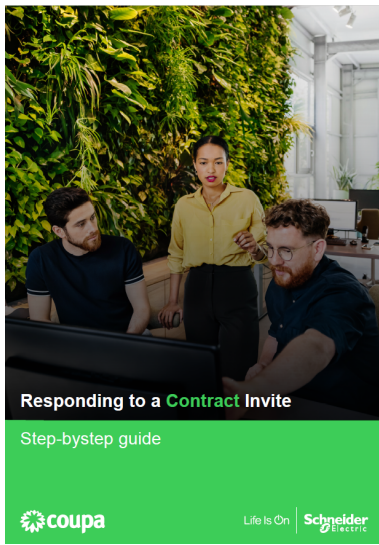 Responding to a Contract Invite
Step-bystep guide
coupa
Life Is On
Schneider
Electric